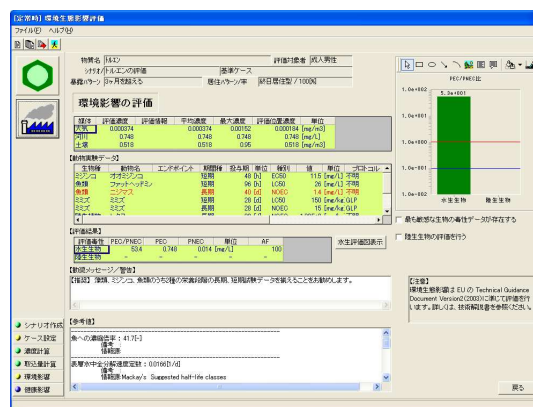 [定常時] 環境生態影響評価
ファイル(F) ヘルプ(H)
物質名 トルエン 評価対象者 成人男性
シナリオ トルエンの評価 基準ケース
暴露パターン 3ヶ月を超える 居住パターン/率 終日居住型 / 100%
環境影響の評価
媒体 評価濃度 評価情報 平均濃度 最大濃度 評価位置濃度 単位
大気 0.000374 0.000374 0.00152 0.000184 [mg/m3]
河川 0.748 0.748 0.748 0.748 [mg/L]
土壌 0.518 0.518 0.95 0.518 [mg/m3]
【動物実験データ】
生物種 動物名 エンドポイント 期間種 投与期 単位 種別 値 単位 プロトコル
ミジンコ オオミジンコ 短期 48 [h] EC50 11.5 [mg/L] 不明
魚類 ファットヘッドミン 短期 96 [h] LC50 26 [mg/L] 不明
魚類 ニジマス 長期 40 [d] NOEC 1.4 [mg/L] 不明
ミミズ ミミズ 短期 28 [d] LC50 150 [mg/kg GLP
ミミズ ミミズ 長期 28 [d] NOEC 15 [mg/kg GLP
【評価結果】
評価毒性 PEC/PNEC PEC PNEC 単位 AF
水生生物 53.4 0.748 0.014 [mg/L] 100
陸生生物 - - - -
水生評価図表示
【動認メッセージ/警告】
【推奨】 藻類、ミジンコ、魚類のうち2種の栄養段階の長期、短期試験データを揃えることをお勧めします。
【参考値】
魚への濃縮倍率 : 41.7[-]
備考
情報源
表層水中全分解速度定数 : 0.0166[1/d]
備考
情報源:Mackay's Suggested half-life classes
シナリオ作成
ケース設定
濃度計算
取込量計算
環境影響
健康影響
PEC/PNEC比
1.0e+002
5.3e+001
1.0e+001
1.0e+000
1.0e-001
1.0e-002
水生生物 陸生生物
最も敏感な生物の毒性データが存在する
陸生生物の評価を行う
【注意】
環境生態影響は EU の Technical Guidance
Document Version2(2003)に準じて評価を行
います。詳しくは、技術解説書を参照ください。
戻る